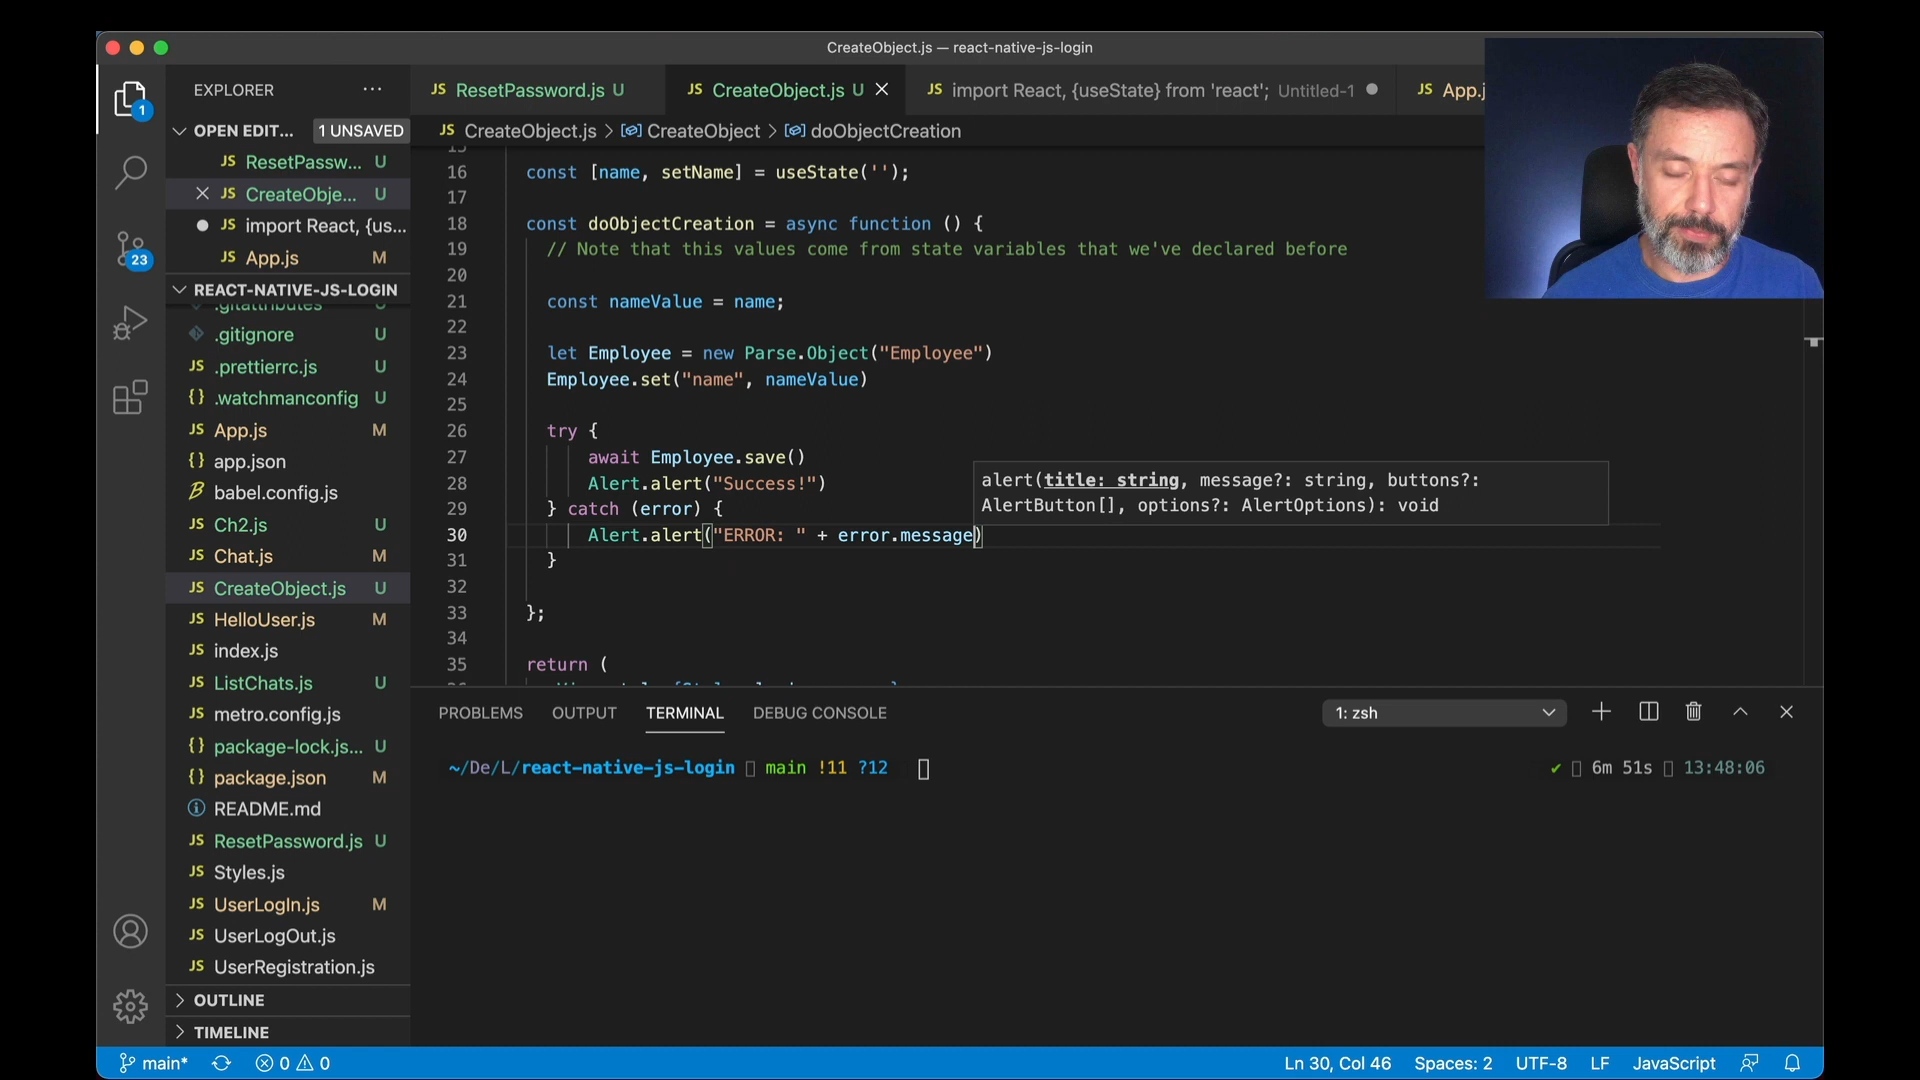 CreateObject.js — react-native-js-login
EXPLORER
ResetPassword.js U
CreateObject.js U
import React, {useState} from 'react'; Untitled-1
App.j
1
OPEN EDIT... 1 UNSAVED
JS ResetPassw... U
JS CreateObje... U
JS import React, {us...
JS App.js M
23
REACT-NATIVE-JS-LOGIN
.gitattributes U
.gitignore U
JS .prettierrc.js U
{} .watchmanconfig U
JS App.js M
{} app.json
babel.config.js
JS Ch2.js U
JS Chat.js M
JS CreateObject.js U
JS HelloUser.js M
JS index.js
JS ListChats.js U
JS metro.config.js
{} package-lock.js... U
{} package.json M
README.md
JS ResetPassword.js U
JS Styles.js
JS UserLogIn.js M
JS UserLogOut.js
JS UserRegistration.js
OUTLINE
TIMELINE
JS CreateObject.js > CreateObject > doObjectCreation
15
16 const [name, setName] = useState('');
17
18 const doObjectCreation = async function () {
19 // Note that this values come from state variables that we've declared before
20
21 const nameValue = name;
22
23 let Employee = new Parse.Object("Employee")
24 Employee.set("name", nameValue)
25
26 try {
27 await Employee.save()
28 Alert.alert("Success!")
29 } catch (error) {
30 Alert.alert("ERROR: " + error.message)
31 }
32
33 };
34
35 return (
alert(title: string, message?: string, buttons?:
AlertButton[], options?: AlertOptions): void
PROBLEMS OUTPUT TERMINAL DEBUG CONSOLE 1: zsh
~/De/L/react-native-js-login main !11 ?12
✔ 6m 51s 13:48:06
main* 0 0 Ln 30, Col 46 Spaces: 2 UTF-8 LF JavaScript